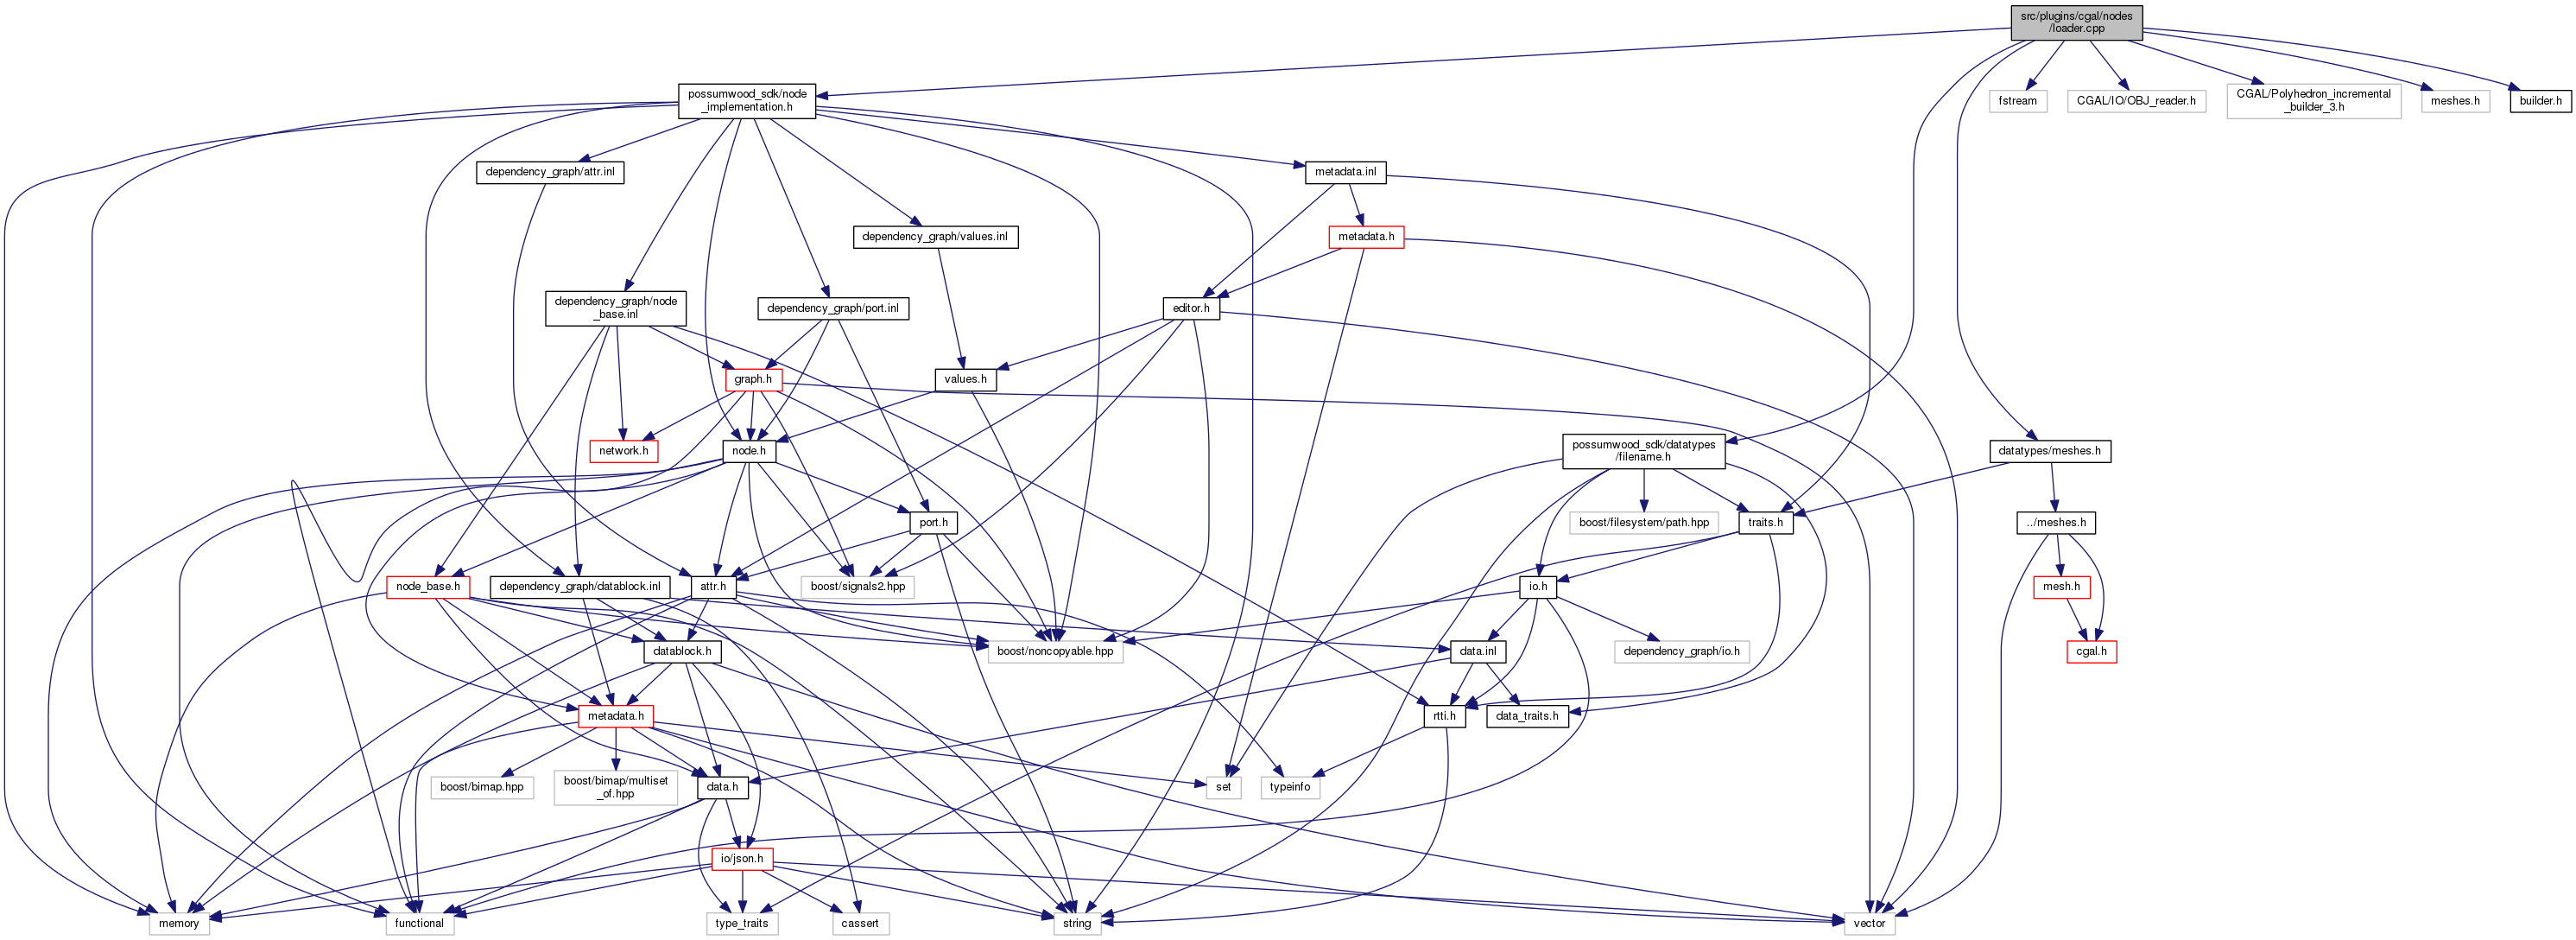 src/plugins/cgal/nodes
/loader.cpp
possumwood_sdk/node
_implementation.h
fstream
CGAL/IO/OBJ_reader.h
CGAL/Polyhedron_incremental
_builder_3.h
meshes.h
builder.h
dependency_graph/attr.inl
metadata.inl
dependency_graph/values.inl
metadata.h
dependency_graph/node
_base.inl
dependency_graph/port.inl
editor.h
graph.h
values.h
network.h
node.h
possumwood_sdk/datatypes
/filename.h
datatypes/meshes.h
port.h
boost/filesystem/path.hpp
traits.h
../meshes.h
node_base.h
dependency_graph/datablock.inl
attr.h
boost/signals2.hpp
io.h
mesh.h
datablock.h
boost/noncopyable.hpp
data.inl
dependency_graph/io.h
cgal.h
metadata.h
rtti.h
data_traits.h
boost/bimap.hpp
boost/bimap/multiset
_of.hpp
data.h
set
typeinfo
io/json.h
memory
functional
type_traits
cassert
string
vector